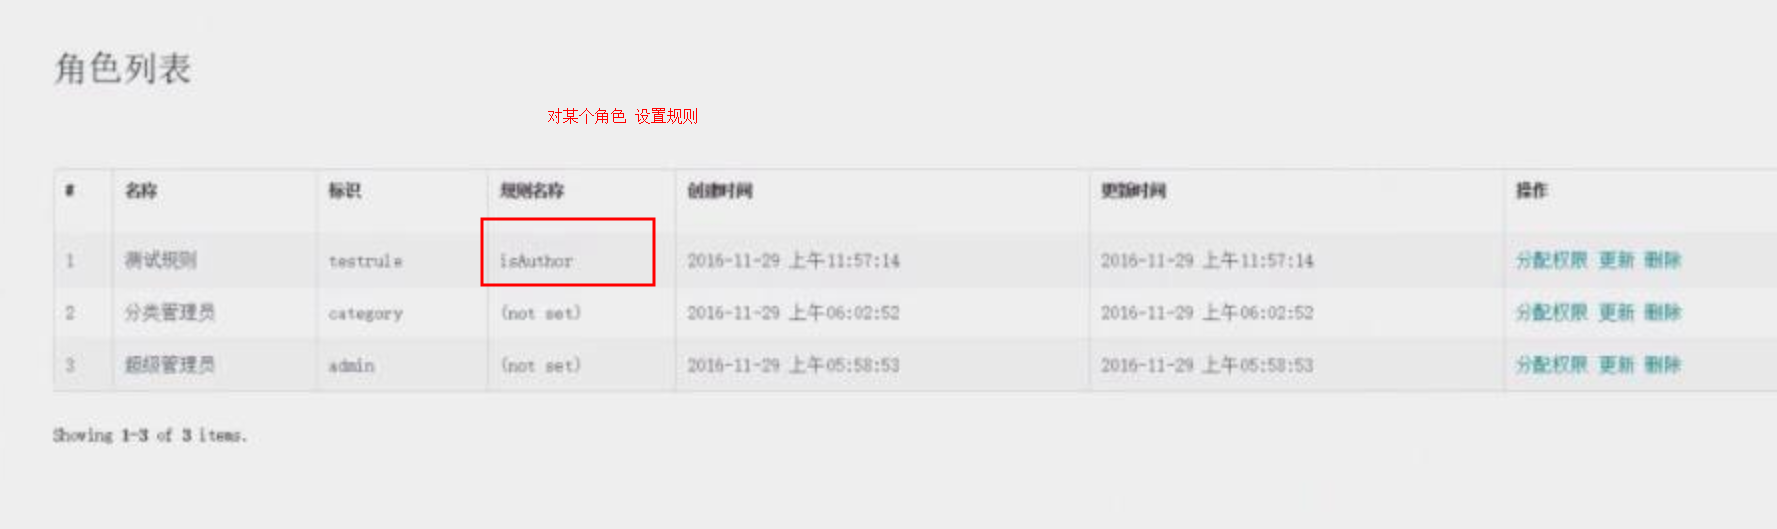 角色列表
对某个角色 设置规则
# 名称 标识 规则名称 创建时间 更新时间 操作
1 测试规则 testrule isAuthor 2016-11-29 上午11:57:14 2016-11-29 上午11:57:14 分配权限 更新 删除
2 分类管理员 category (not set) 2016-11-29 上午06:02:52 2016-11-29 上午06:02:52 分配权限 更新 删除
3 超级管理员 admin (not set) 2016-11-29 上午05:58:53 2016-11-29 上午05:58:53 分配权限 更新 删除
Showing 1-3 of 3 items.